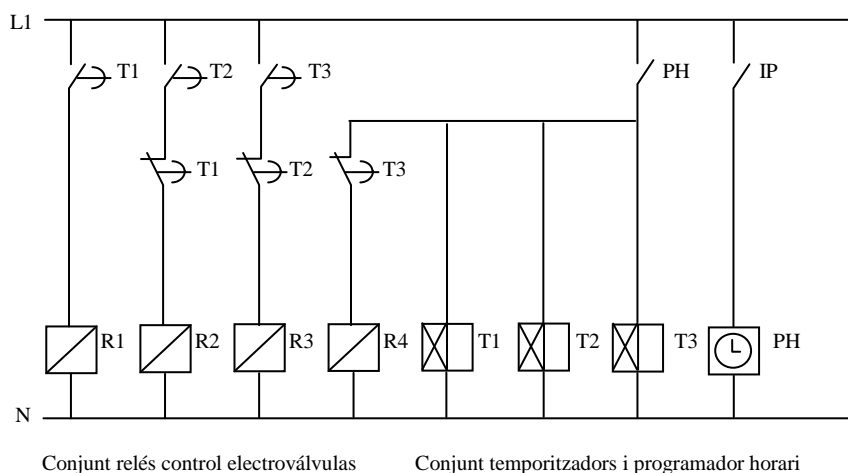 L1
T1 T2 T3 PH IP
T1 T2 T3
R1 R2 R3 R4 T1 T2 T3 PH
N
Conjunt relés control electroválvulas Conjunt temporitzadors i programador horari